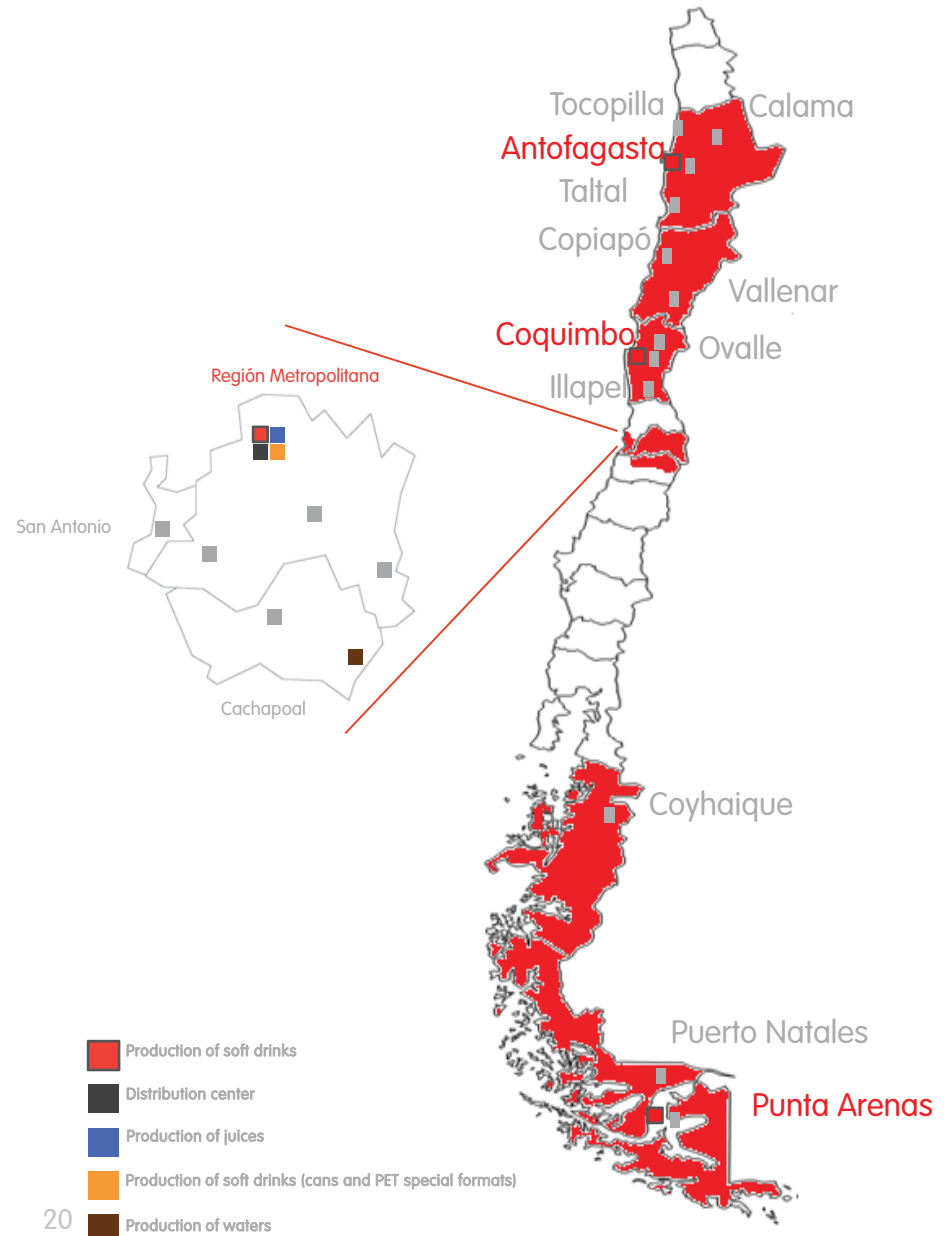 Tocopilla
Calama
Antofagasta
Taltal
Copiapó
Vallenar
Coquimbo
Ovalle
Illapel
Región Metropolitana
San Antonio
Cachapoal
Coyhaique
Puerto Natales
Punta Arenas
Production of soft drinks
Distribution center
Production of juices
Production of soft drinks (cans and PET special formats)
Production of waters
20